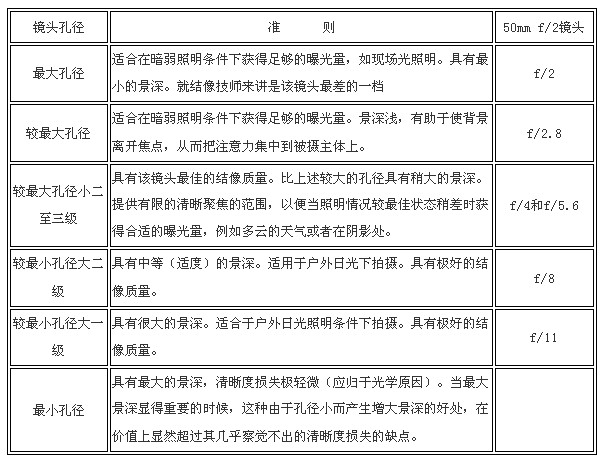 镜头孔径 准 则 50mm f/2镜头
最大孔径
适合在暗弱照明条件下获得足够的曝光量，如现场光照明。具有最
小的景深。就结像技师来讲是该镜头最差的一档
f/2
较最大孔径
适合在暗弱照明条件下获得足够的曝光量。景深浅，有助于使背景
离开焦点，从而把注意力集中到被摄主体上。
f/2.8
较最大孔径小二
至三级
具有该镜头最佳的结像质量。比上述较大的孔径具有稍大的景深。
提供有限的清晰聚焦的范围，以便当照明情况较最佳状态稍差时获
得合适的曝光量，例如多云的天气或者在阴影处。
f/4和f/5.6
较最小孔径大二
级
具有中等（适度）的景深。适用于户外日光下拍摄。具有极好的结
像质量。
f/8
较最小孔径大一
级
具有很大的景深。适合于户外日光照明条件下拍摄。具有极好的结
像质量。
f/11
最小孔径
具有最大的景深，清晰度损失极轻微（应归于光学原因）。当最大
景深显得重要的时候，这种由于孔径小而产生增大景深的好处，在
价值上显然超过其几乎察觉不出的清晰度损失的缺点。